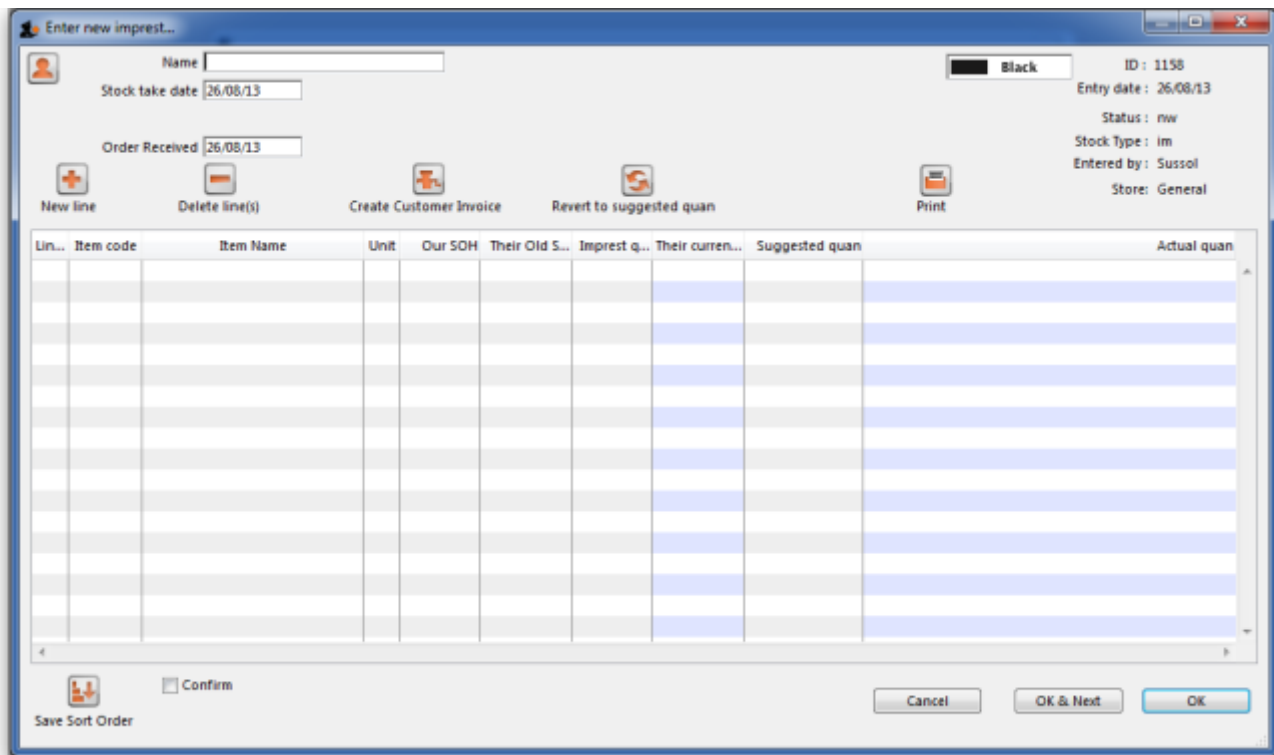 Enter new imprest...
Name
Black
ID : 1158
Stock take date 26/08/13
Entry date : 26/08/13
Status : nw
Order Received 26/08/13
Stock Type : im
Entered by : Sussol
Store: General
New line
Delete line(s)
Create Customer Invoice
Revert to suggested quan
Print
Lin... Item code Item Name Unit Our SOH Their Old S... Imprest q... Their curren... Suggested quan Actual quan
Confirm
Cancel OK & Next OK
Save Sort Order